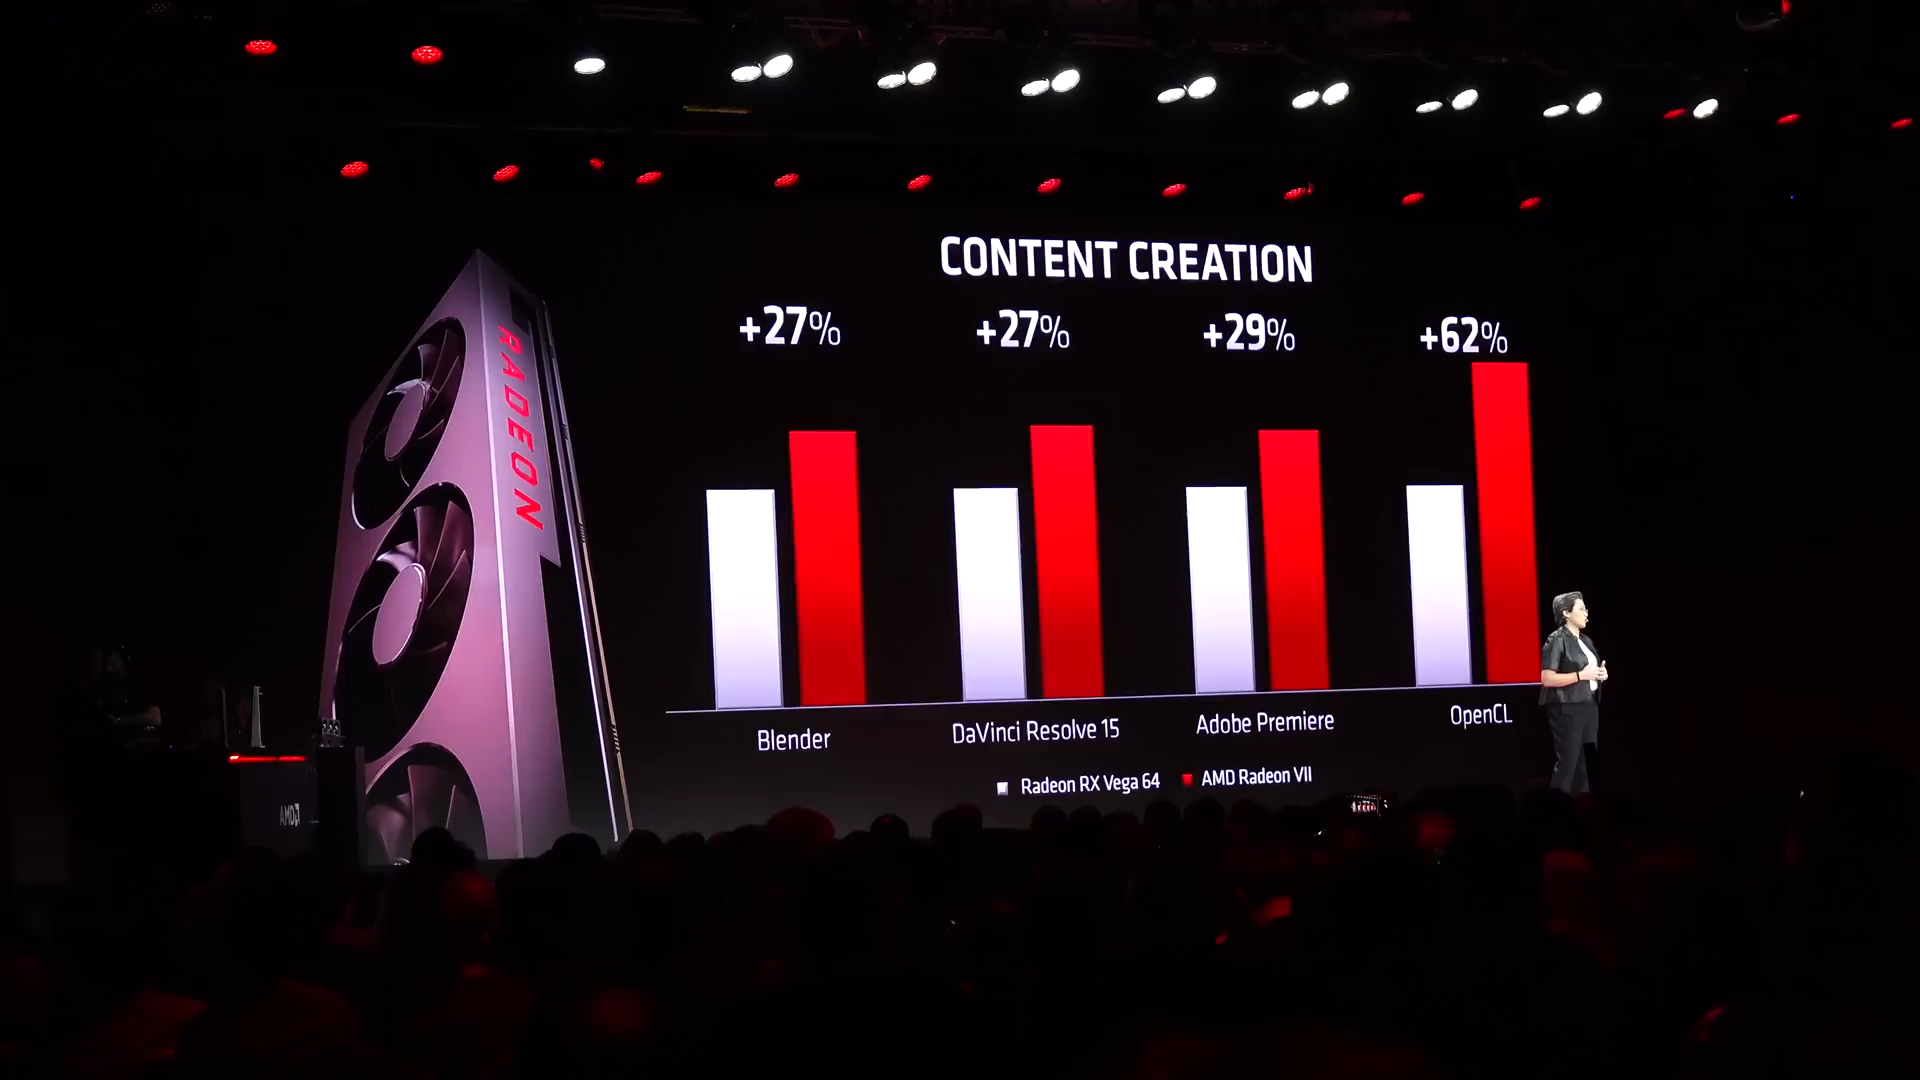 CONTENT CREATION
+27%
+27%
+29%
+62%
RADEON
Blender
DaVinci Resolve 15
Adobe Premiere
OpenCL
Radeon RX Vega 64
AMD Radeon VII
AMD